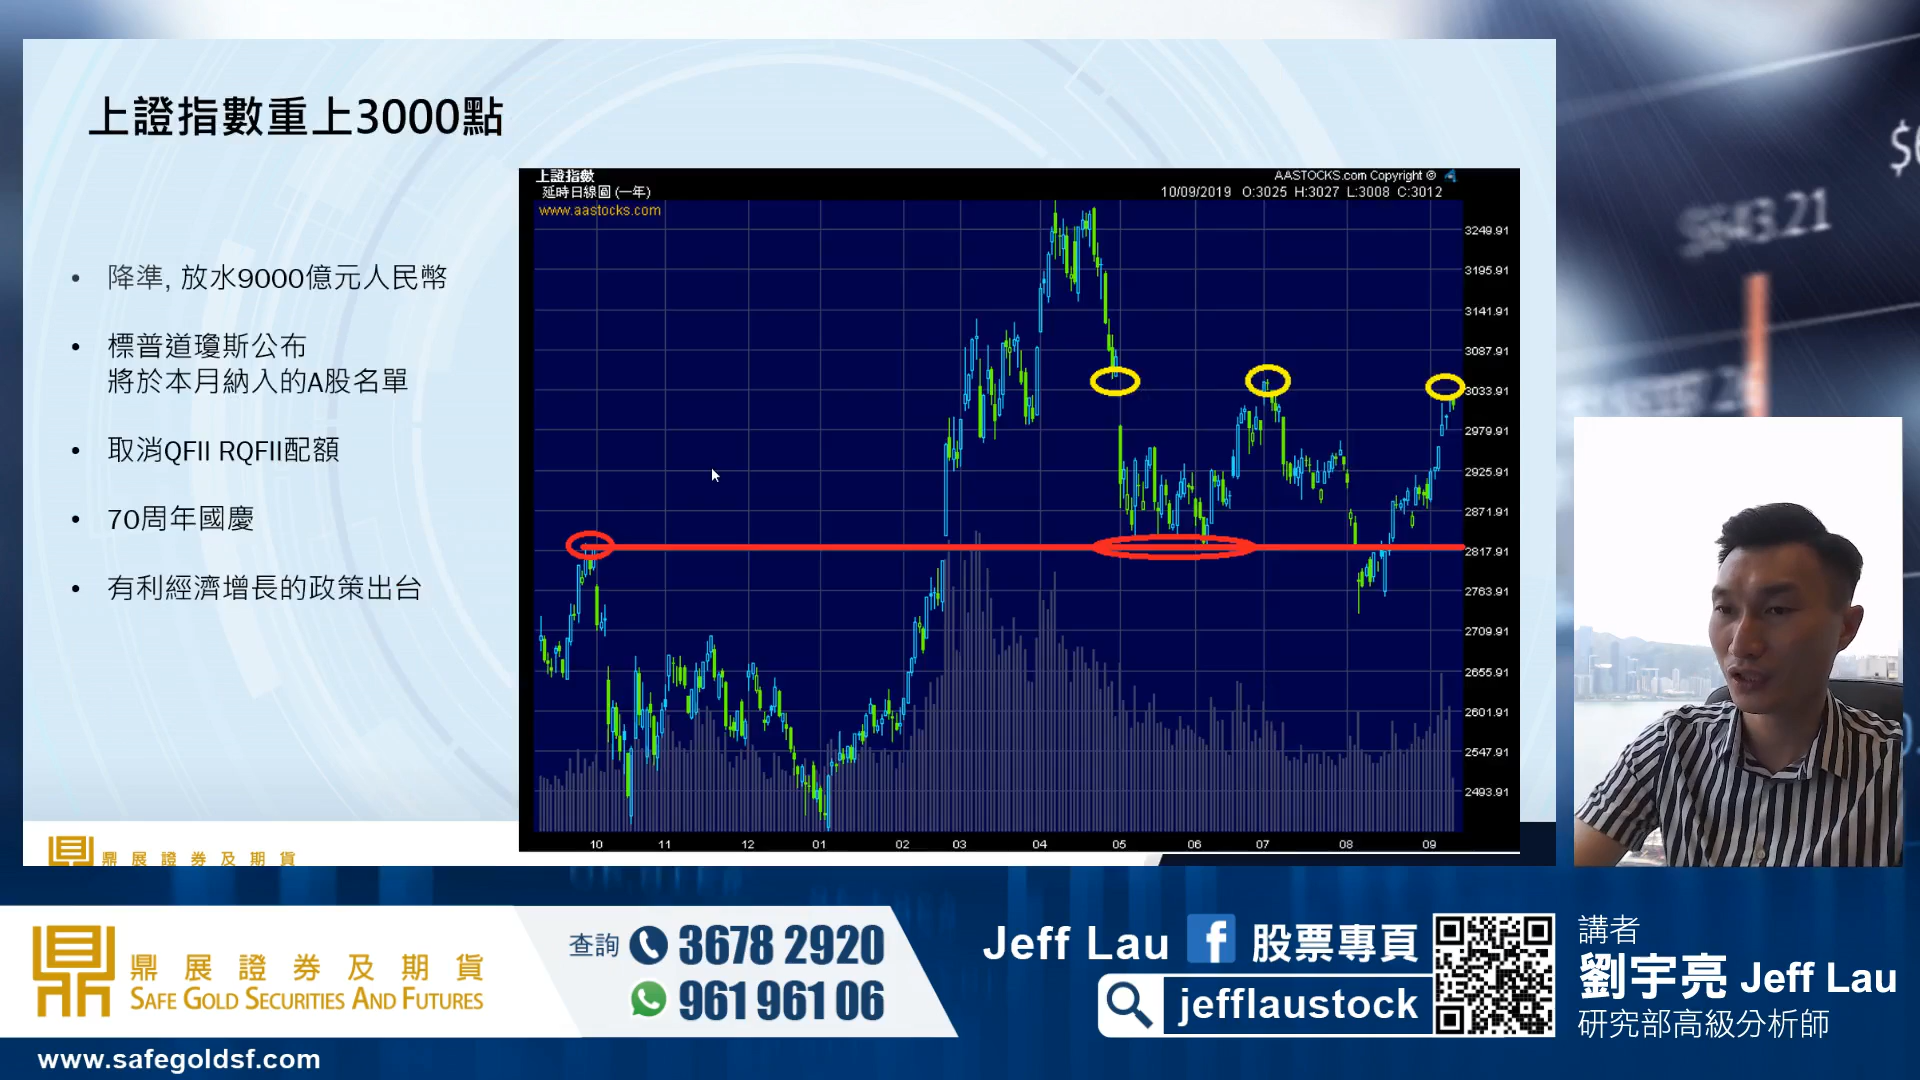 上證指數重上3000點
降準, 放水9000億元人民幣
標普道瓊斯公布
將於本月納入的A股名單
取消QFII RQFII配額
70周年國慶
有利經濟增長的政策出台
上證指數
延時日線圖 (一年)
www.aastocks.com
AASTOCKS.com Copyright ©
10/09/2019 O:3025 H:3027 L:3008 C:3012
3249.91
3195.91
3141.91
3087.91
3033.91
2979.91
2925.91
2871.91
2817.91
2763.91
2709.91
2655.91
2601.91
2547.91
2493.91
10 11 12 01 02 03 04 05 06 07 08 09
鼎展證券及期貨
鼎展證券及期貨
SAFE GOLD SECURITIES AND FUTURES
www.safegoldsf.com
查詢 3678 2920
961 961 06
Jeff Lau f 股票專頁
jefflaustock
講者
劉宇亮 Jeff Lau
研究部高級分析師